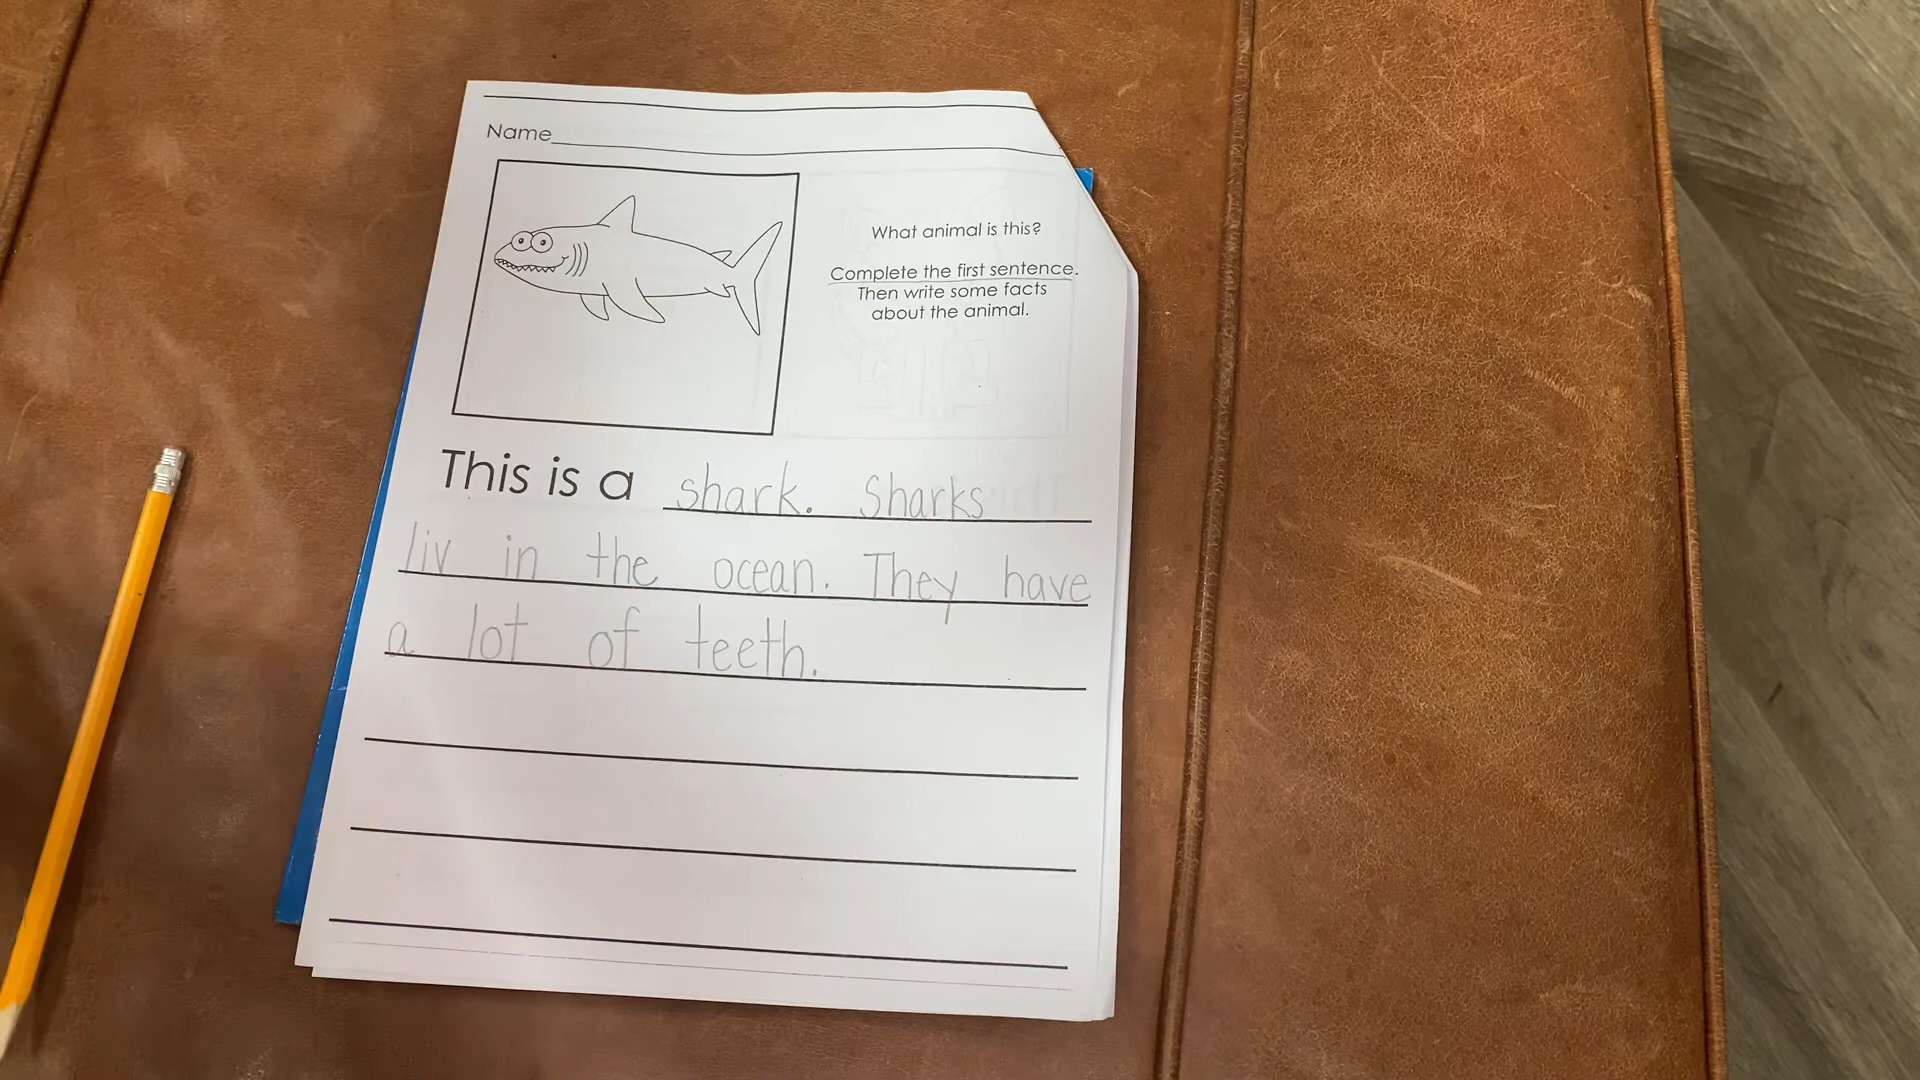 Name
What animal is this?
Complete the first sentence.
Then write some facts
about the animal.
This is a shark. Sharks
liv in the ocean. They have
a lot of teeth.